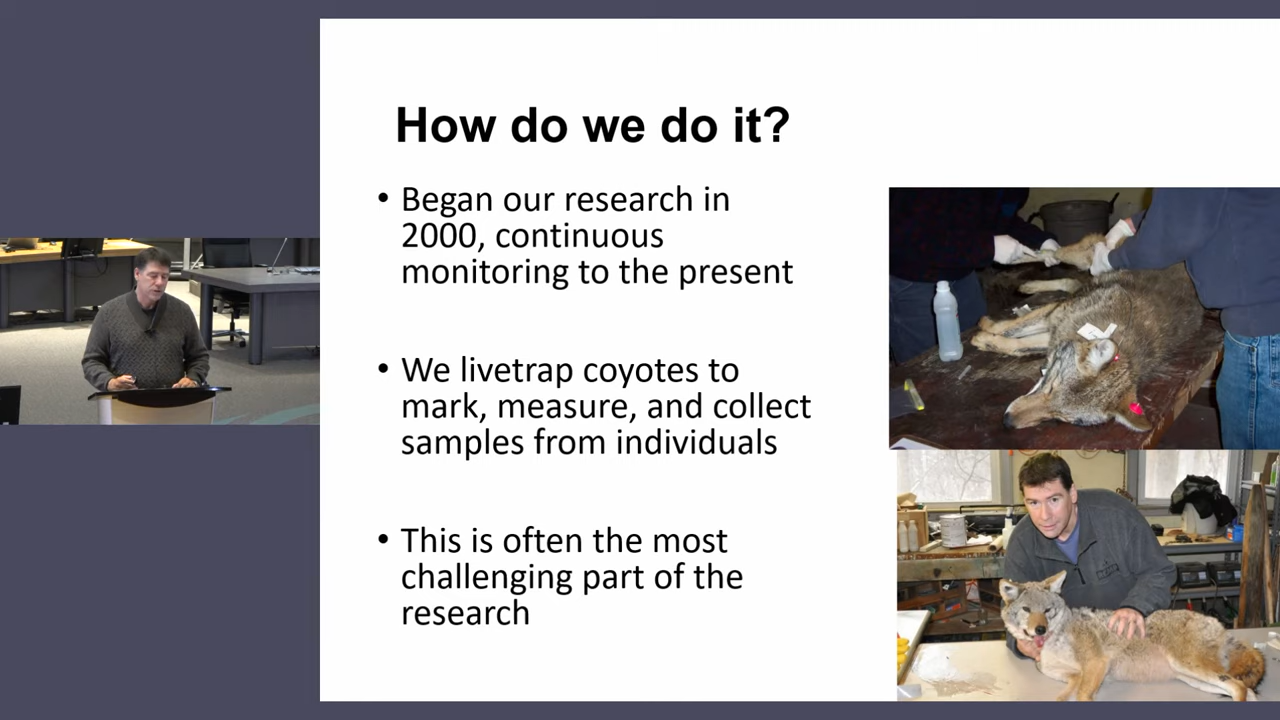 How do we do it?
• Began our research in
2000, continuous
monitoring to the present
• We livetrap coyotes to
mark, measure, and collect
samples from individuals
• This is often the most
challenging part of the
research